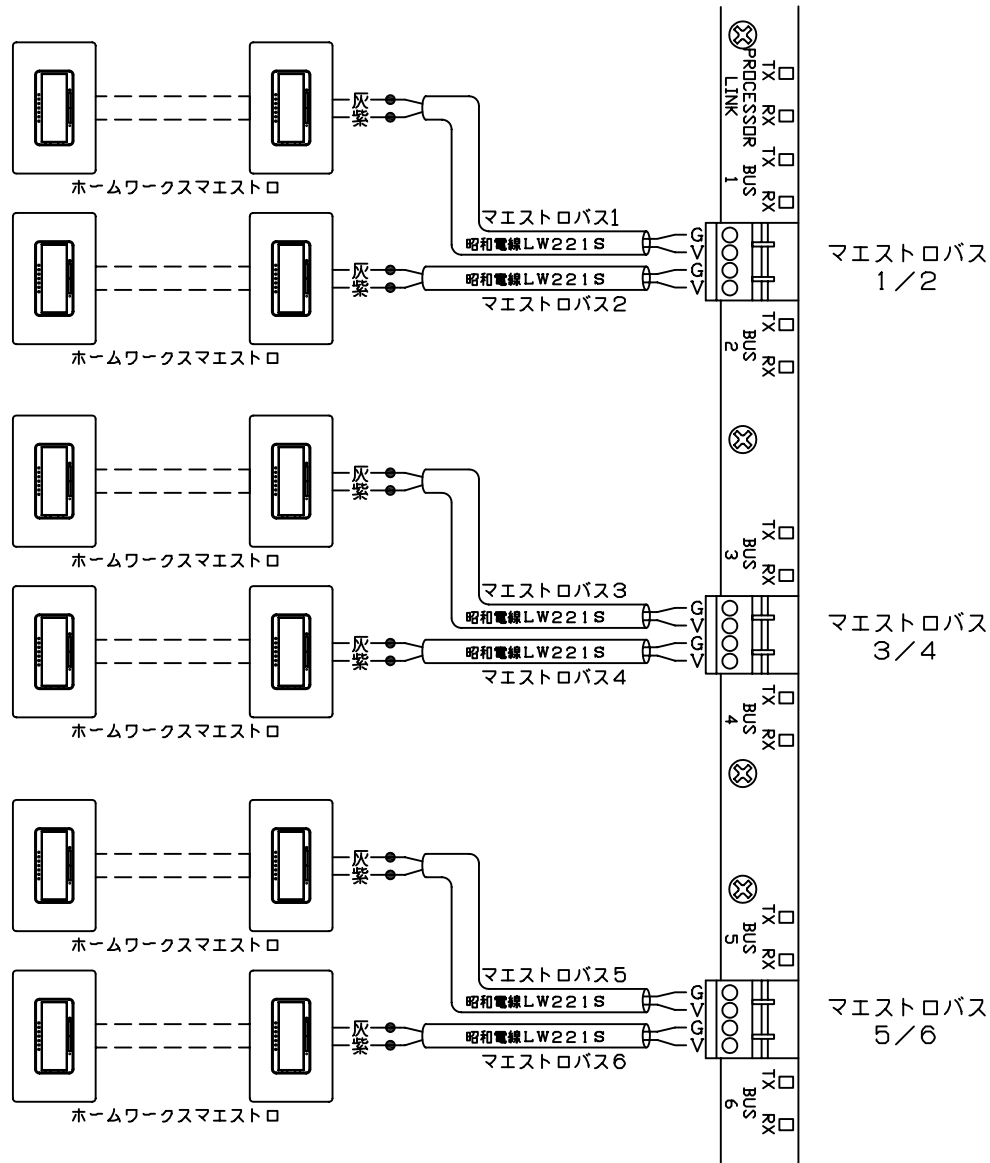 PROCESSOR
LINK
TX
RX
灰
紫
ホームワークスマエストロ
TX
BUS
1
RX
マエストロバス1
昭和電線LW221S
G
V
灰
紫
昭和電線LW221S
マエストロバス2
G
V
マエストロバス
1/2
ホームワークスマエストロ
TX
BUS
2
RX
灰
紫
ホームワークスマエストロ
TX
BUS
3
RX
マエストロバス3
昭和電線LW221S
G
V
灰
紫
昭和電線LW221S
マエストロバス4
G
V
マエストロバス
3/4
ホームワークスマエストロ
TX
BUS
4
RX
灰
紫
ホームワークスマエストロ
TX
BUS
5
RX
マエストロバス5
昭和電線LW221S
G
V
灰
紫
昭和電線LW221S
マエストロバス6
G
V
マエストロバス
5/6
ホームワークスマエストロ
TX
BUS
6
RX